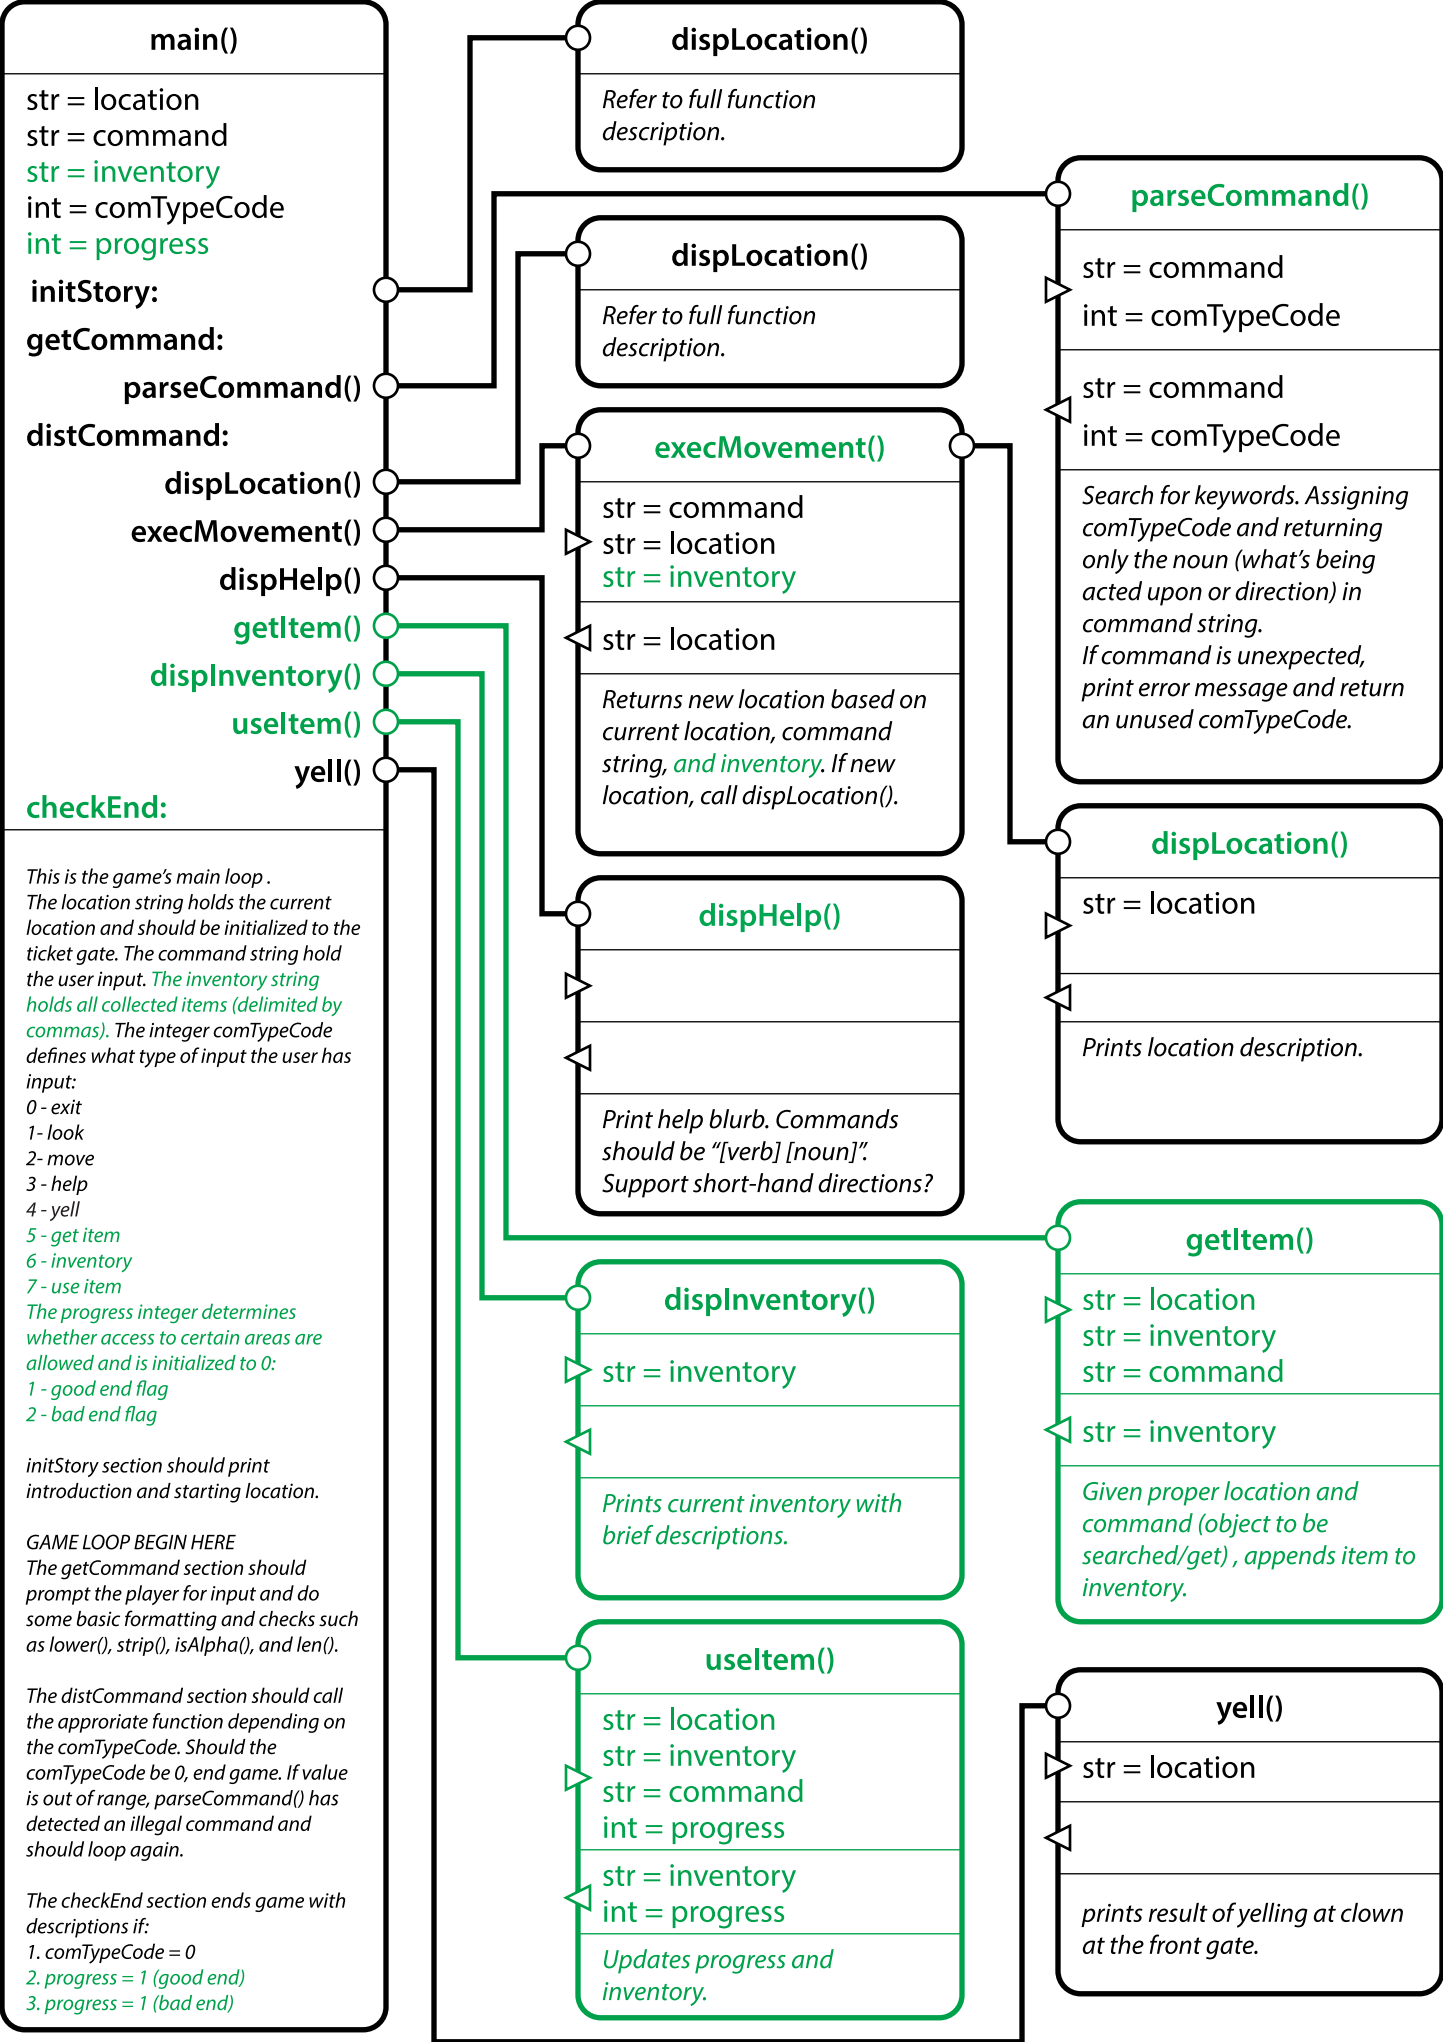 main()
str = location
str = command
str = inventory
int = comTypeCode
int = progress
initStory:
getCommand:
parseCommand()
distCommand:
dispLocation()
execMovement()
dispHelp()
getItem()
dispInventory()
useItem()
yell()
checkEnd:
This is the game's main loop .
The location string holds the current
location and should be initialized to the
ticket gate. The command string hold
the user input. The inventory string
holds all collected items (delimited by
commas). The integer comTypeCode
defines what type of input the user has
input:
0 - exit
1- look
2- move
3 - help
4 - yell
5 - get item
6 - inventory
7 - use item
The progress integer determines
whether access to certain areas are
allowed and is initialized to 0:
1 - good end flag
2 - bad end flag
initStory section should print
introduction and starting location.
GAME LOOP BEGIN HERE
The getCommand section should
prompt the player for input and do
some basic formatting and checks such
as lower(), strip(), isAlpha(), and len().
The distCommand section should call
the approriate function depending on
the comTypeCode. Should the
comTypeCode be 0, end game. If value
is out of range, parseCommand() has
detected an illegal command and
should loop again.
The checkEnd section ends game with
descriptions if:
1. comTypeCode = 0
2. progress = 1 (good end)
3. progress = 1 (bad end)
dispLocation()
Refer to full function
description.
dispLocation()
Refer to full function
description.
execMovement()
str = command
str = location
str = inventory
str = location
Returns new location based on
current location, command
string, and inventory. If new
location, call dispLocation().
dispHelp()
Print help blurb. Commands
should be "[verb] [noun]".
Support short-hand directions?
dispInventory()
str = inventory
Prints current inventory with
brief descriptions.
useItem()
str = location
str = inventory
str = command
int = progress
str = inventory
int = progress
Updates progress and
inventory.
parseCommand()
str = command
int = comTypeCode
str = command
int = comTypeCode
Search for keywords. Assigning
comTypeCode and returning
only the noun (what's being
acted upon or direction) in
command string.
If command is unexpected,
print error message and return
an unused comTypeCode.
dispLocation()
str = location
Prints location description.
getItem()
str = location
str = inventory
str = command
str = inventory
Given proper location and
command (object to be
searched/get) , appends item to
inventory.
yell()
str = location
prints result of yelling at clown
at the front gate.